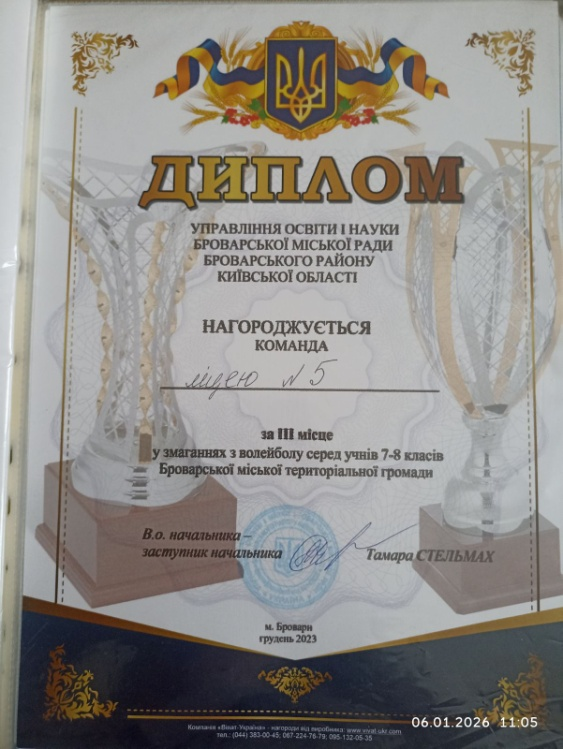 ДИПЛОМ
УПРАВЛІННЯ ОСВІТИ І НАУКИ
БРОВАРСЬКОЇ МІСЬКОЇ РАДИ
БРОВАРСЬКОГО РАЙОНУ
КИЇВСЬКОЇ ОБЛАСТІ
НАГОРОДЖУЄТЬСЯ
КОМАНДА
ліцею №5
за ІІІ місце
у змаганнях з волейболу серед учнів 7-8 класів
Броварської міської територіальної громади
В.о. начальника –
заступник начальника Тамара СТЕЛЬМАХ
м. Бровари
грудень 2023
06.01.2026 11:05
Компанія «Віват-Україна» - нагороди від виробника: www.vivat-ukr.com
тел.: (044) 383-00-45; 067-224-76-79; 095-132-05-35